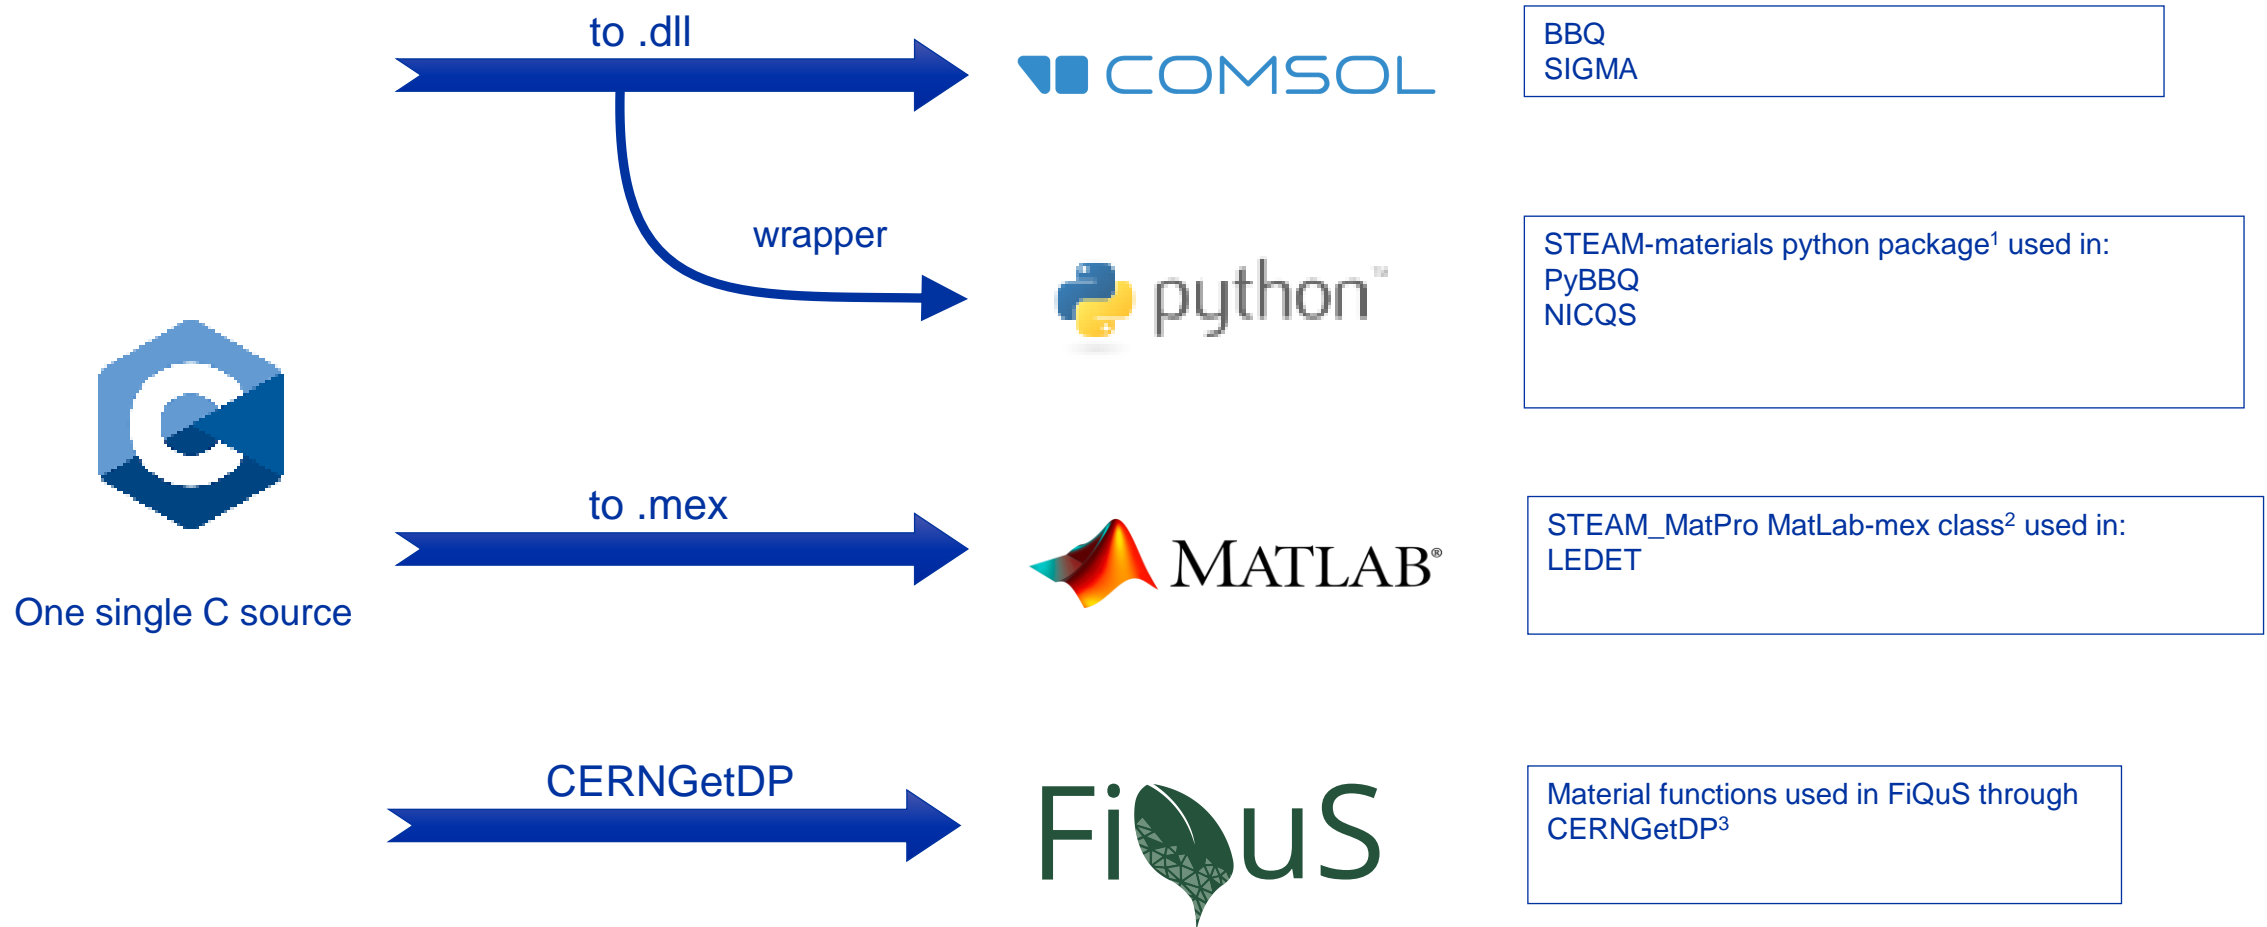 to .dll
COMSOL
BBQ
SIGMA
wrapper
python™
STEAM-materials python package¹ used in:
PyBBQ
NICQS
C
One single C source
to .mex
MATLAB®
STEAM_MatPro MatLab-mex class² used in:
LEDET
CERNGetDP
FiQuS
Material functions used in FiQuS through
CERNGetDP³